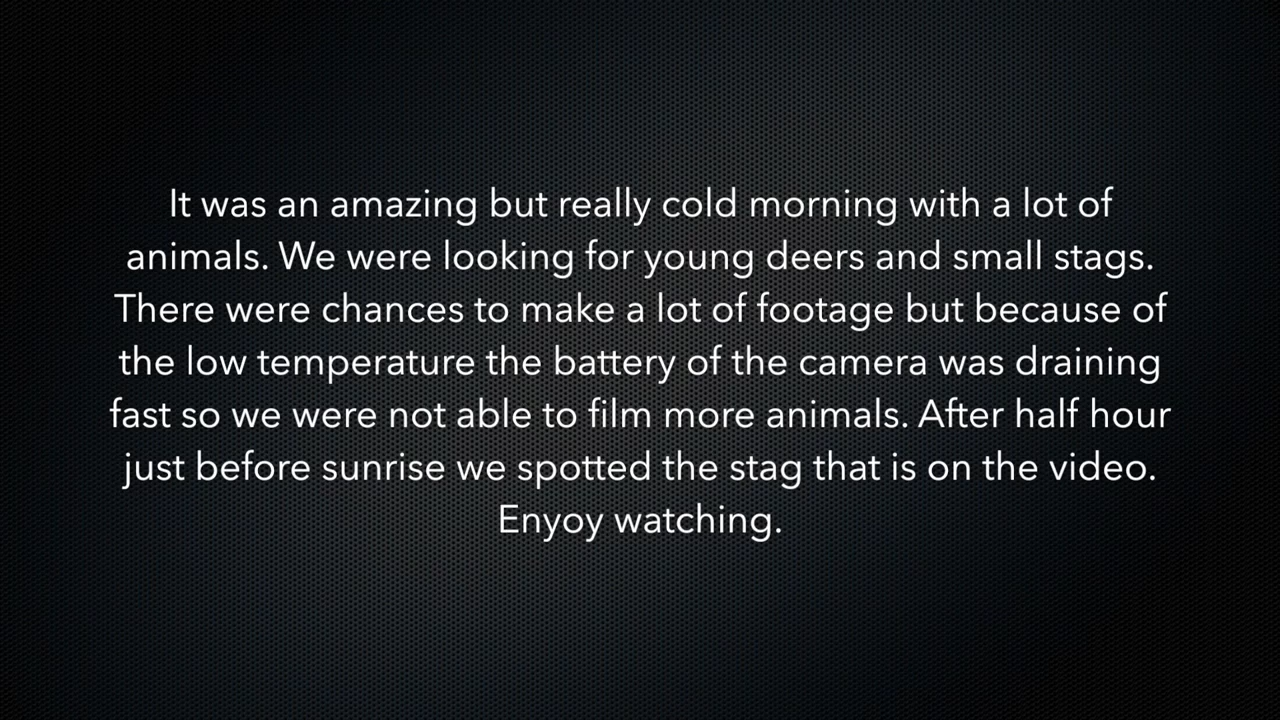 It was an amazing but really cold morning with a lot of
animals. We were looking for young deers and small stags.
There were chances to make a lot of footage but because of
the low temperature the battery of the camera was draining
fast so we were not able to film more animals. After half hour
just before sunrise we spotted the stag that is on the video.
Enyoy watching.